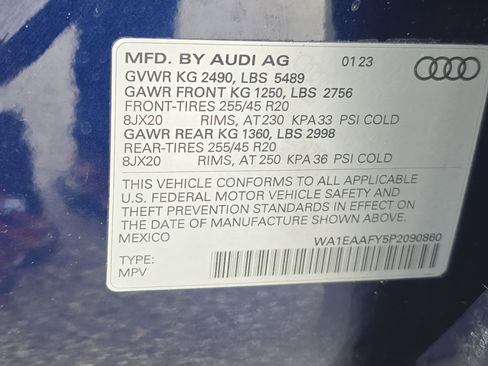 MFD. BY AUDI AG 01 23
GVWR KG 2490, LBS 5489
GAWR FRONT KG 1250, LBS 2756
FRONT-TIRES 255/45 R20
8JX20 RIMS, AT 230 KPA 33 PSI COLD
GAWR REAR KG 1360, LBS 2998
REAR-TIRES 255/45 R20
8JX20 RIMS, AT 250 KPA 36 PSI COLD
THIS VEHICLE CONFORMS TO ALL APPLICABLE
U.S. FEDERAL MOTOR VEHICLE SAFETY AND
THEFT PREVENTION STANDARDS IN EFFECT ON
THE DATE OF MANUFACTURE SHOWN ABOVE.
MEXICO WA1EAAFY5P2090860
TYPE:
MPV